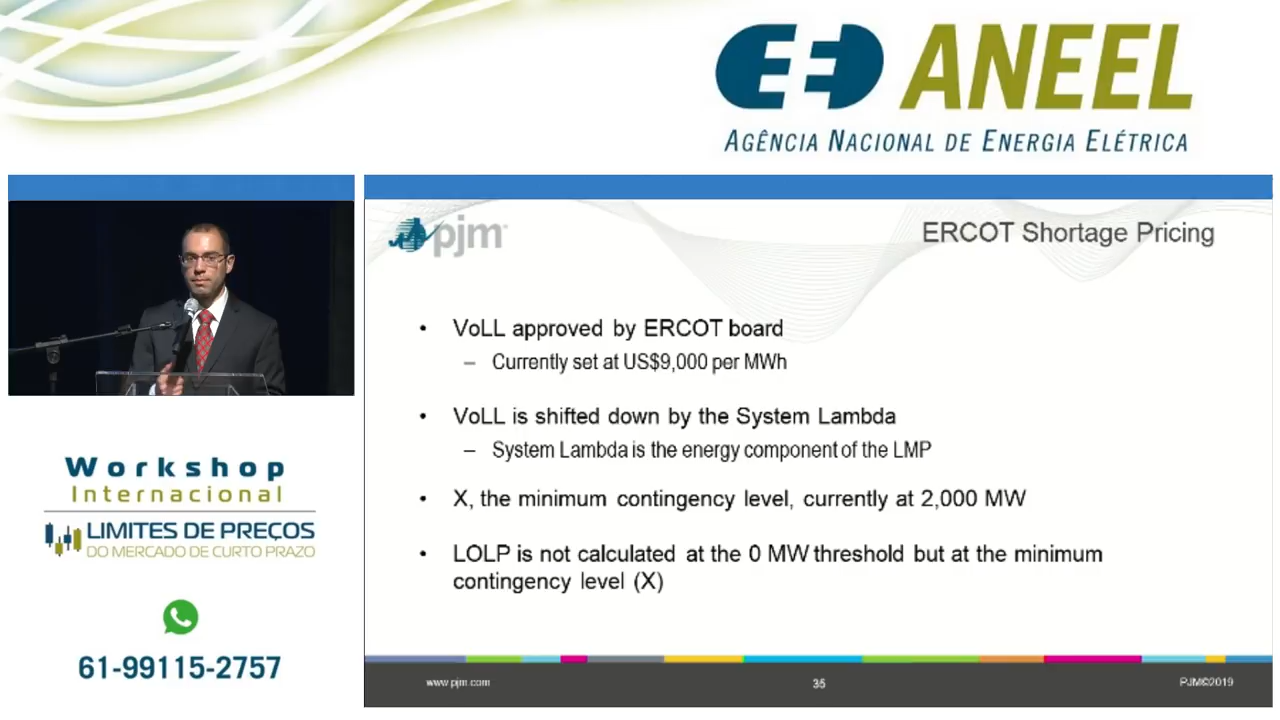 ANEEL
AGÊNCIA NACIONAL DE ENERGIA ELÉTRICA
pjm
ERCOT Shortage Pricing
• VoLL approved by ERCOT board
– Currently set at US$9,000 per MWh
• VoLL is shifted down by the System Lambda
– System Lambda is the energy component of the LMP
• X, the minimum contingency level, currently at 2,000 MW
• LOLP is not calculated at the 0 MW threshold but at the minimum
contingency level (X)
www.pjm.com
35
PJM©2019
Workshop
Internacional
LIMITES DE PREÇOS
DO MERCADO DE CURTO PRAZO
61-99115-2757